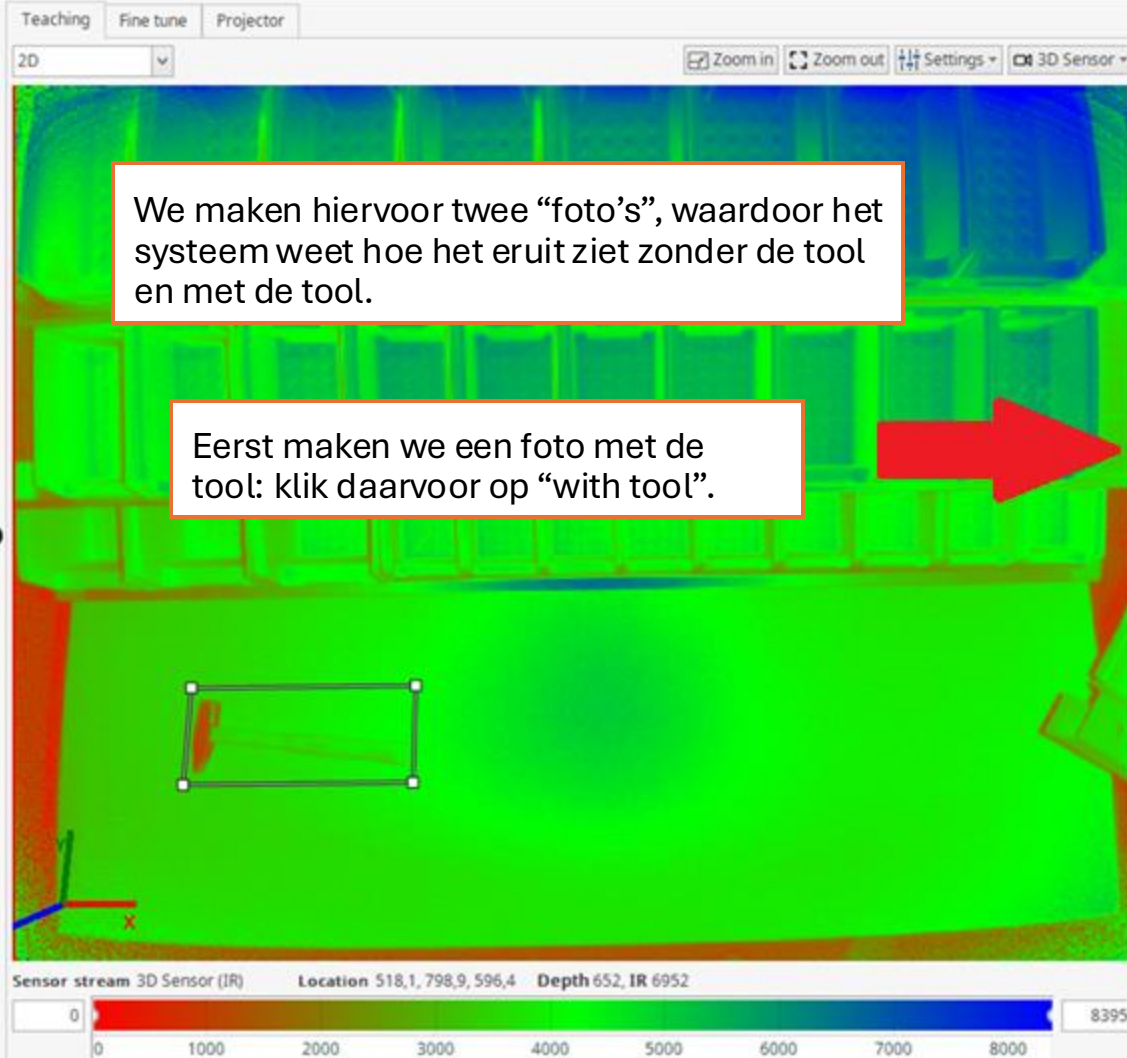 Teaching Fine tune Projector
2D Zoom in Zoom out Settings 3D Sensor
We maken hiervoor twee “foto’s”, waardoor het
systeem weet hoe het eruit ziet zonder de tool
en met de tool.
Eerst maken we een foto met de
tool: klik daarvoor op “with tool”.
Y
X
Sensor stream 3D Sensor (IR) Location 518,1, 798,9, 596,4 Depth 652, IR 6952
0 8395
0 1000 2000 3000 4000 5000 6000 7000 8000